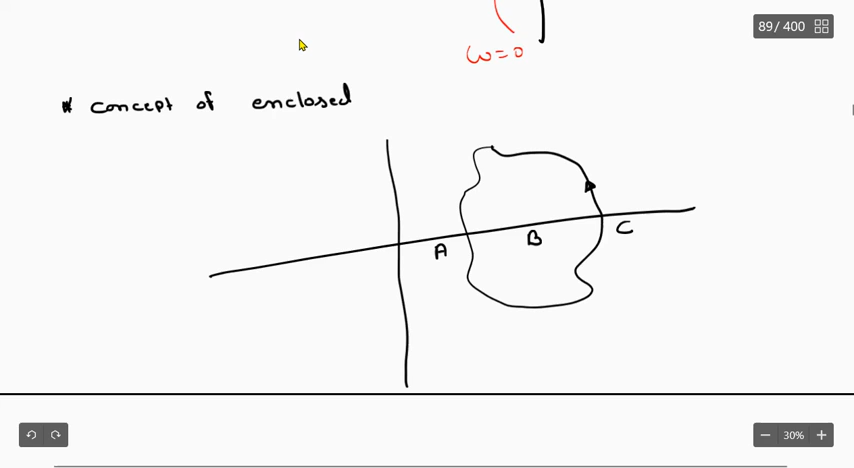 89/ 400
ω=0
* concept of enclosed
A B C
30%